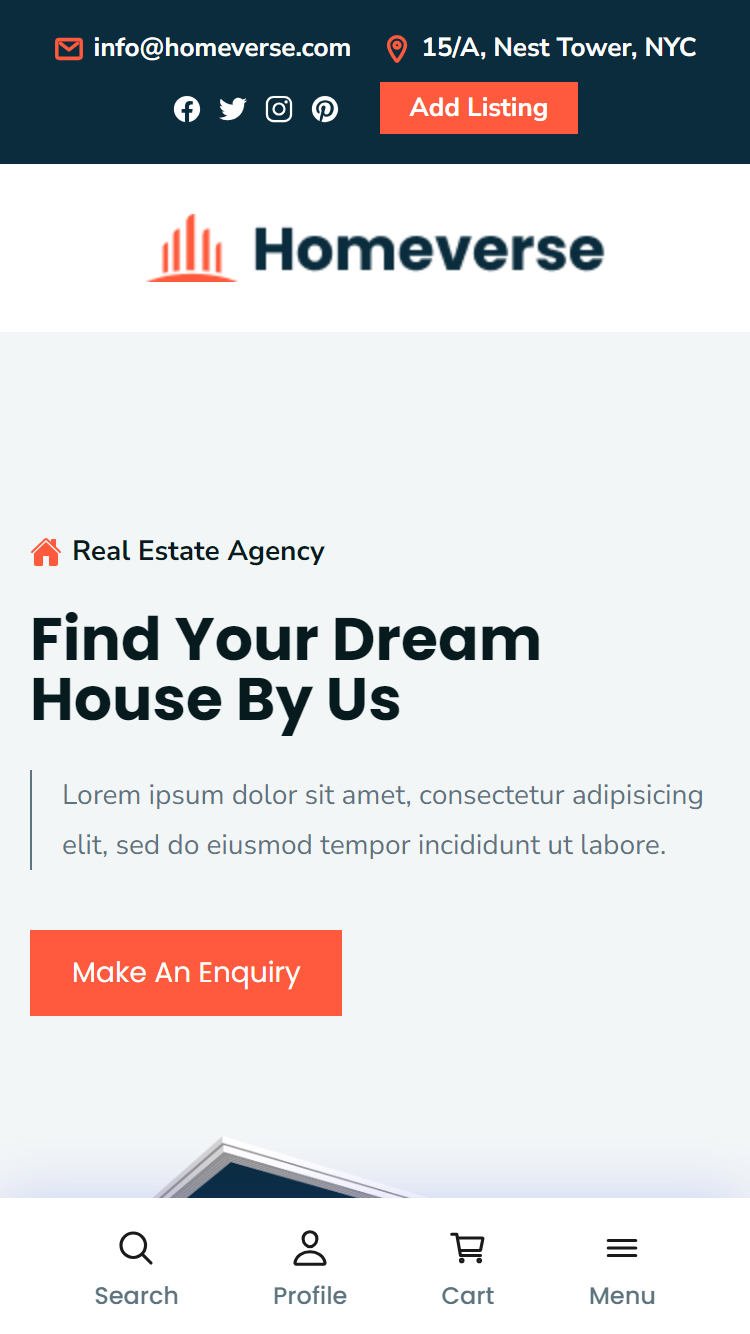 info@homeverse.com
15/A, Nest Tower, NYC
Add Listing
Homeverse
Real Estate Agency
Find Your Dream
House By Us
Lorem ipsum dolor sit amet, consectetur adipisicing
elit, sed do eiusmod tempor incididunt ut labore.
Make An Enquiry
Search
Profile
Cart
Menu